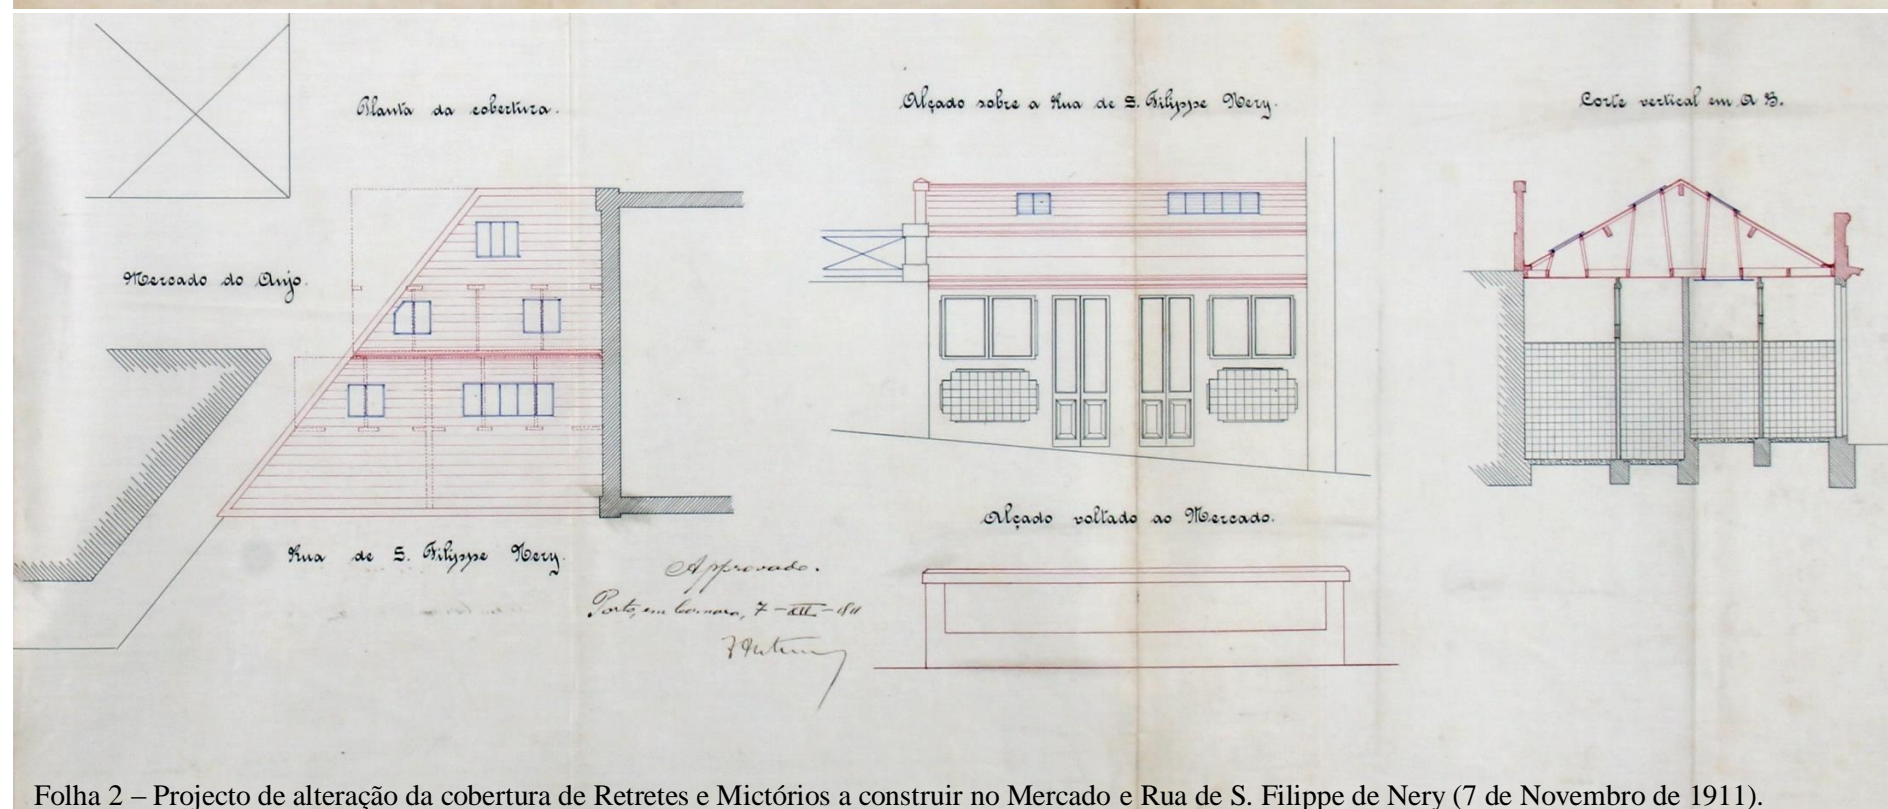 Planta da cobertura.
Alçado sobre a Rua de S. Filippe Nery.
Corte vertical em A B.
Mercado do Anjo.
Rua de S. Filippe Nery.
Alçado voltado ao Mercado.
Approvado.
Porto, em Camara, 7 - XII - 1911
Folha 2 – Projecto de alteração da cobertura de Retretes e Mictórios a construir no Mercado e Rua de S. Filippe de Nery (7 de Novembro de 1911).